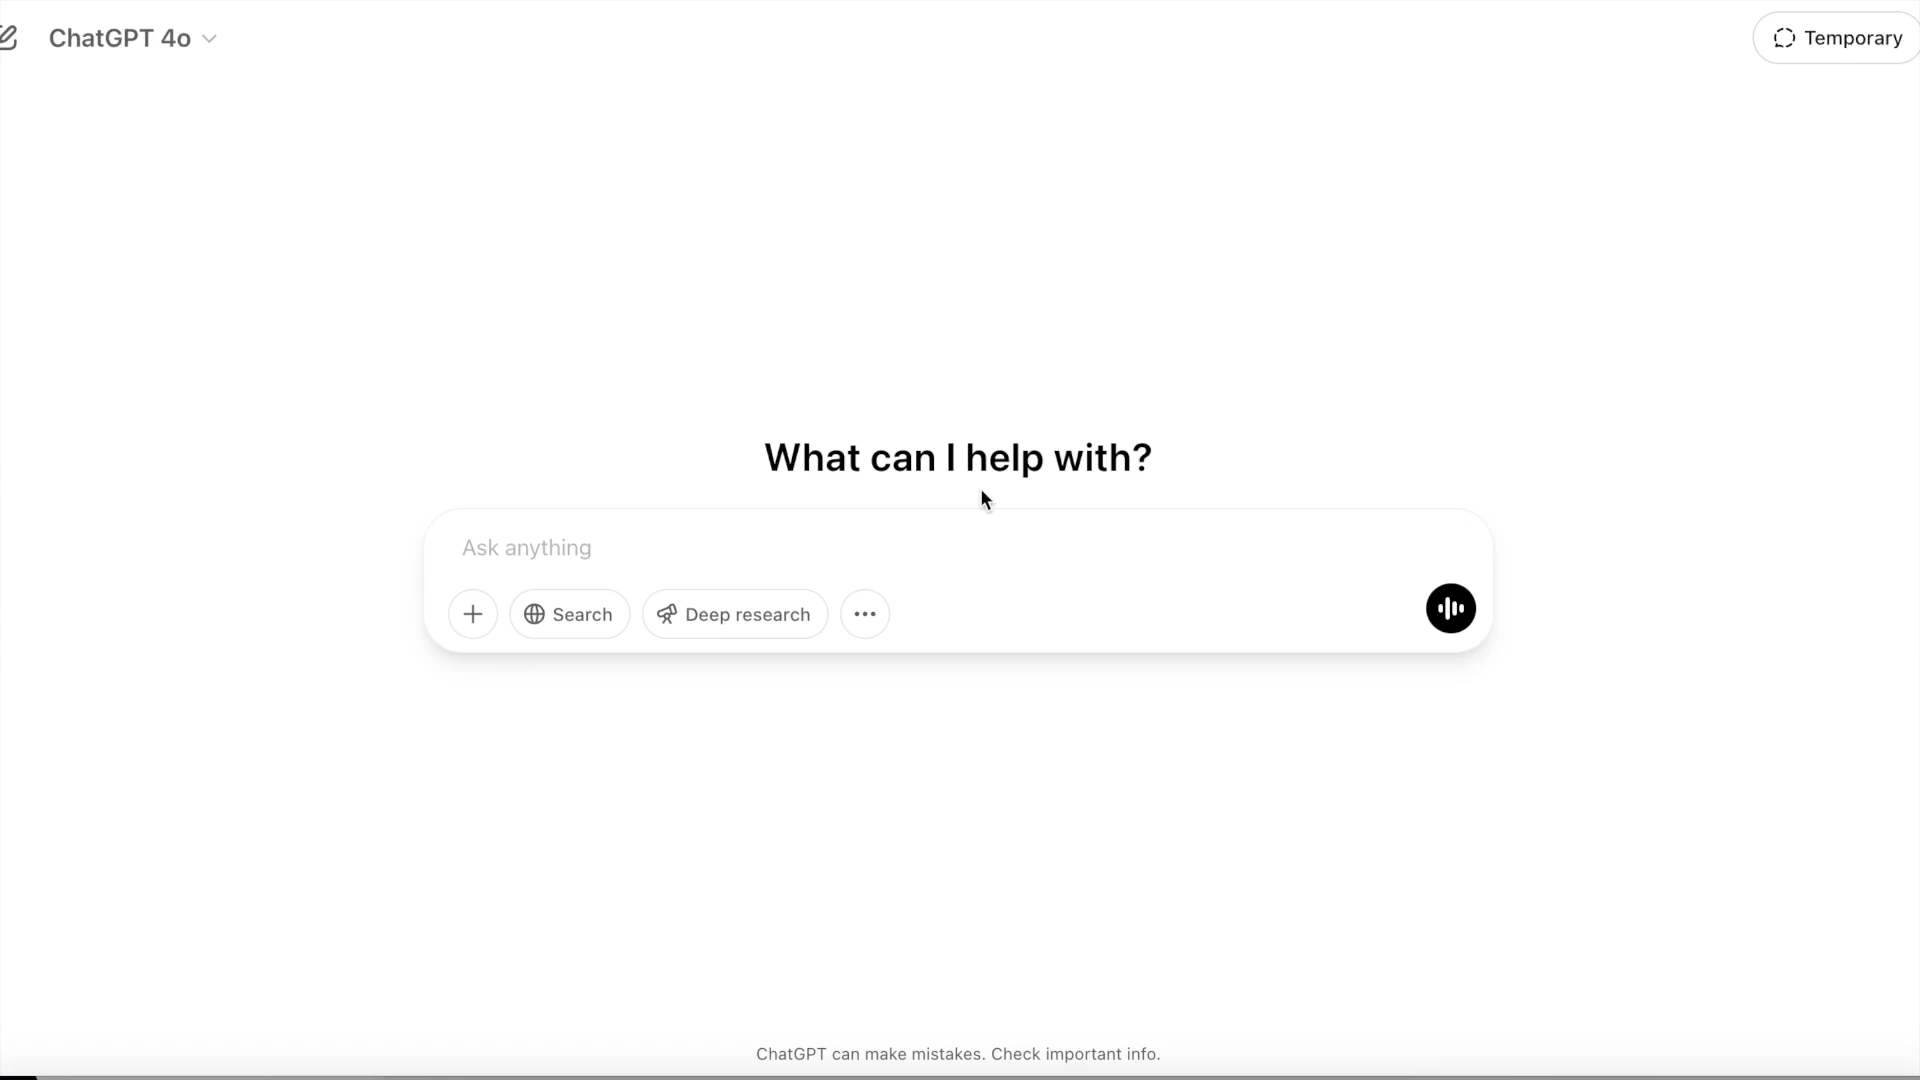 ChatGPT 4o
Temporary
What can I help with?
Ask anything
Search
Deep research
ChatGPT can make mistakes. Check important info.